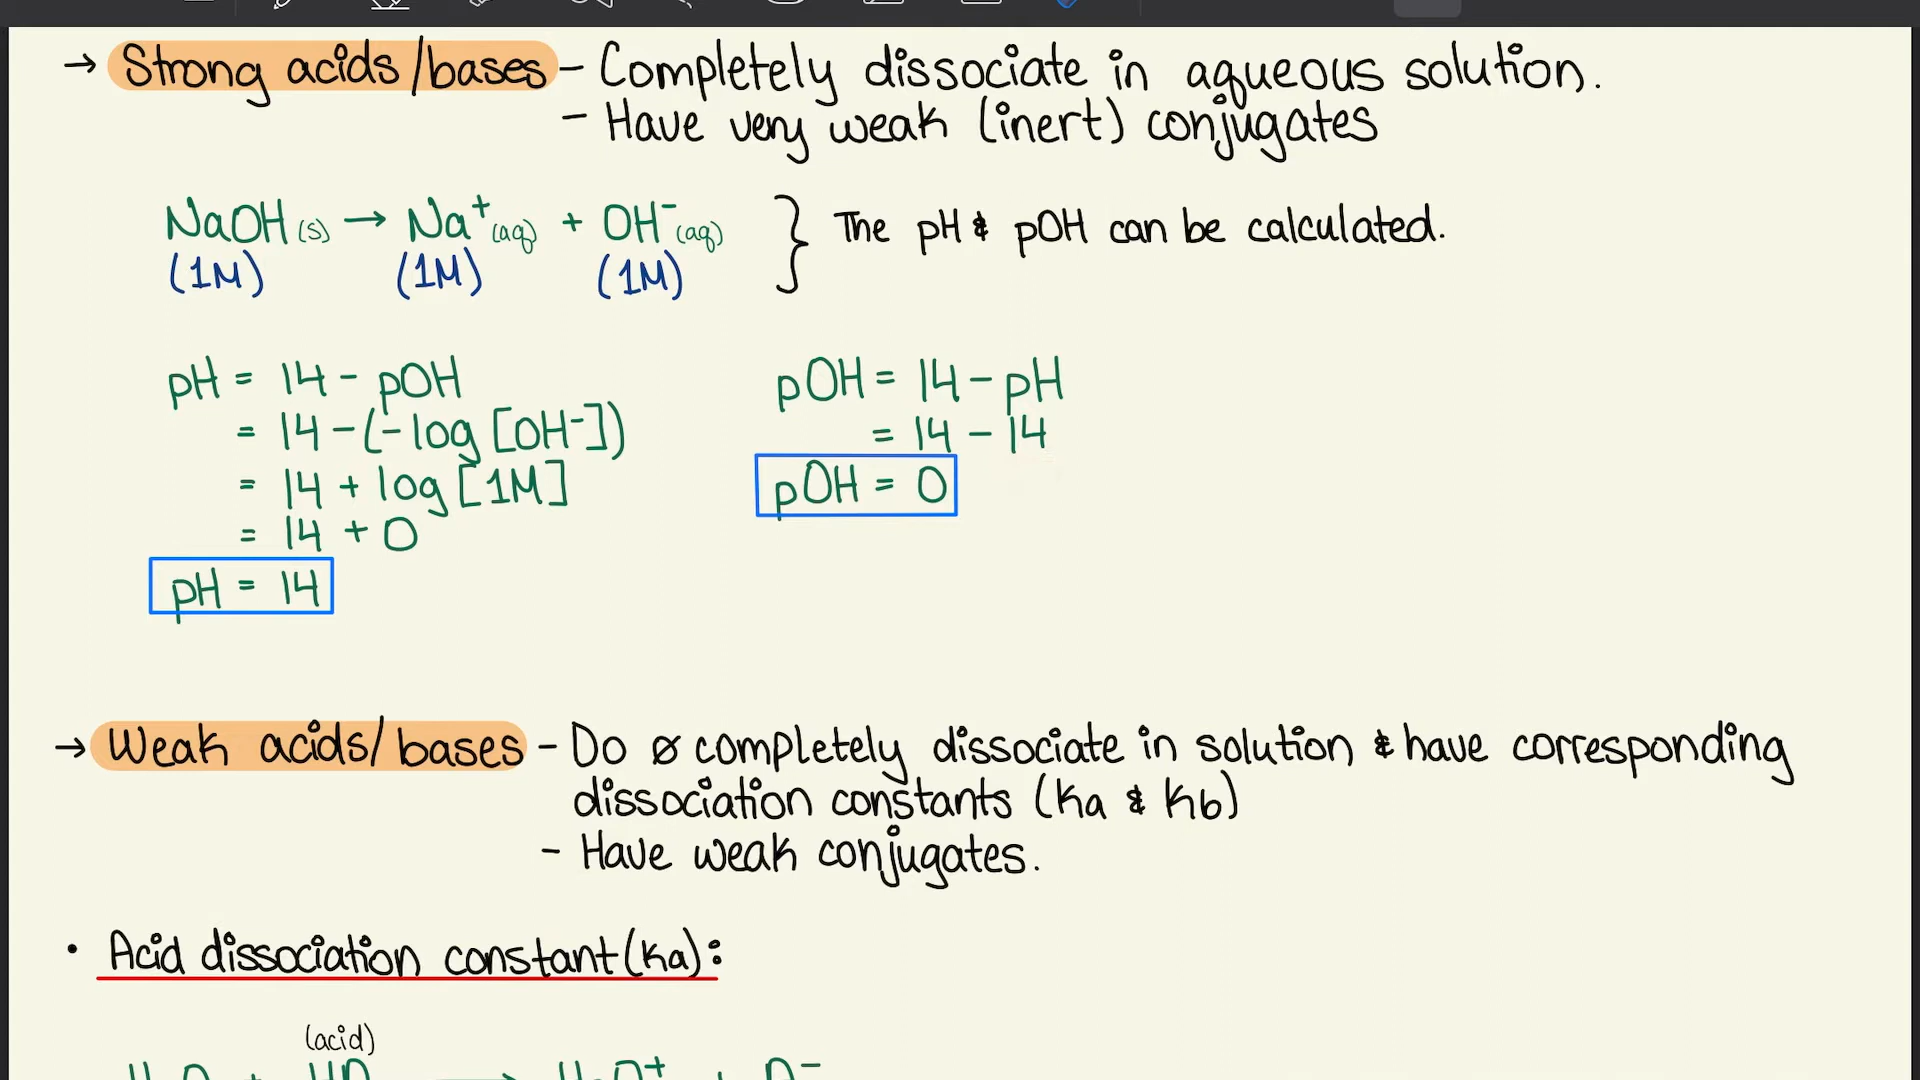 → Strong acids/bases - Completely dissociate in aqueous solution.
- Have very weak (inert) conjugates
NaOH(s) → Na⁺(aq) + OH⁻(aq) } The pH & pOH can be calculated.
(1M) (1M) (1M)
pH = 14 - pOH
= 14 - (-log [OH⁻])
= 14 + log [1M]
= 14 + 0
pH = 14
pOH = 14 - pH
= 14 - 14
pOH = 0
→ Weak acids/bases - Do ∅ completely dissociate in solution & have corresponding
dissociation constants (Ka & Kb)
- Have weak conjugates.
• Acid dissociation constant (Ka):
(acid)